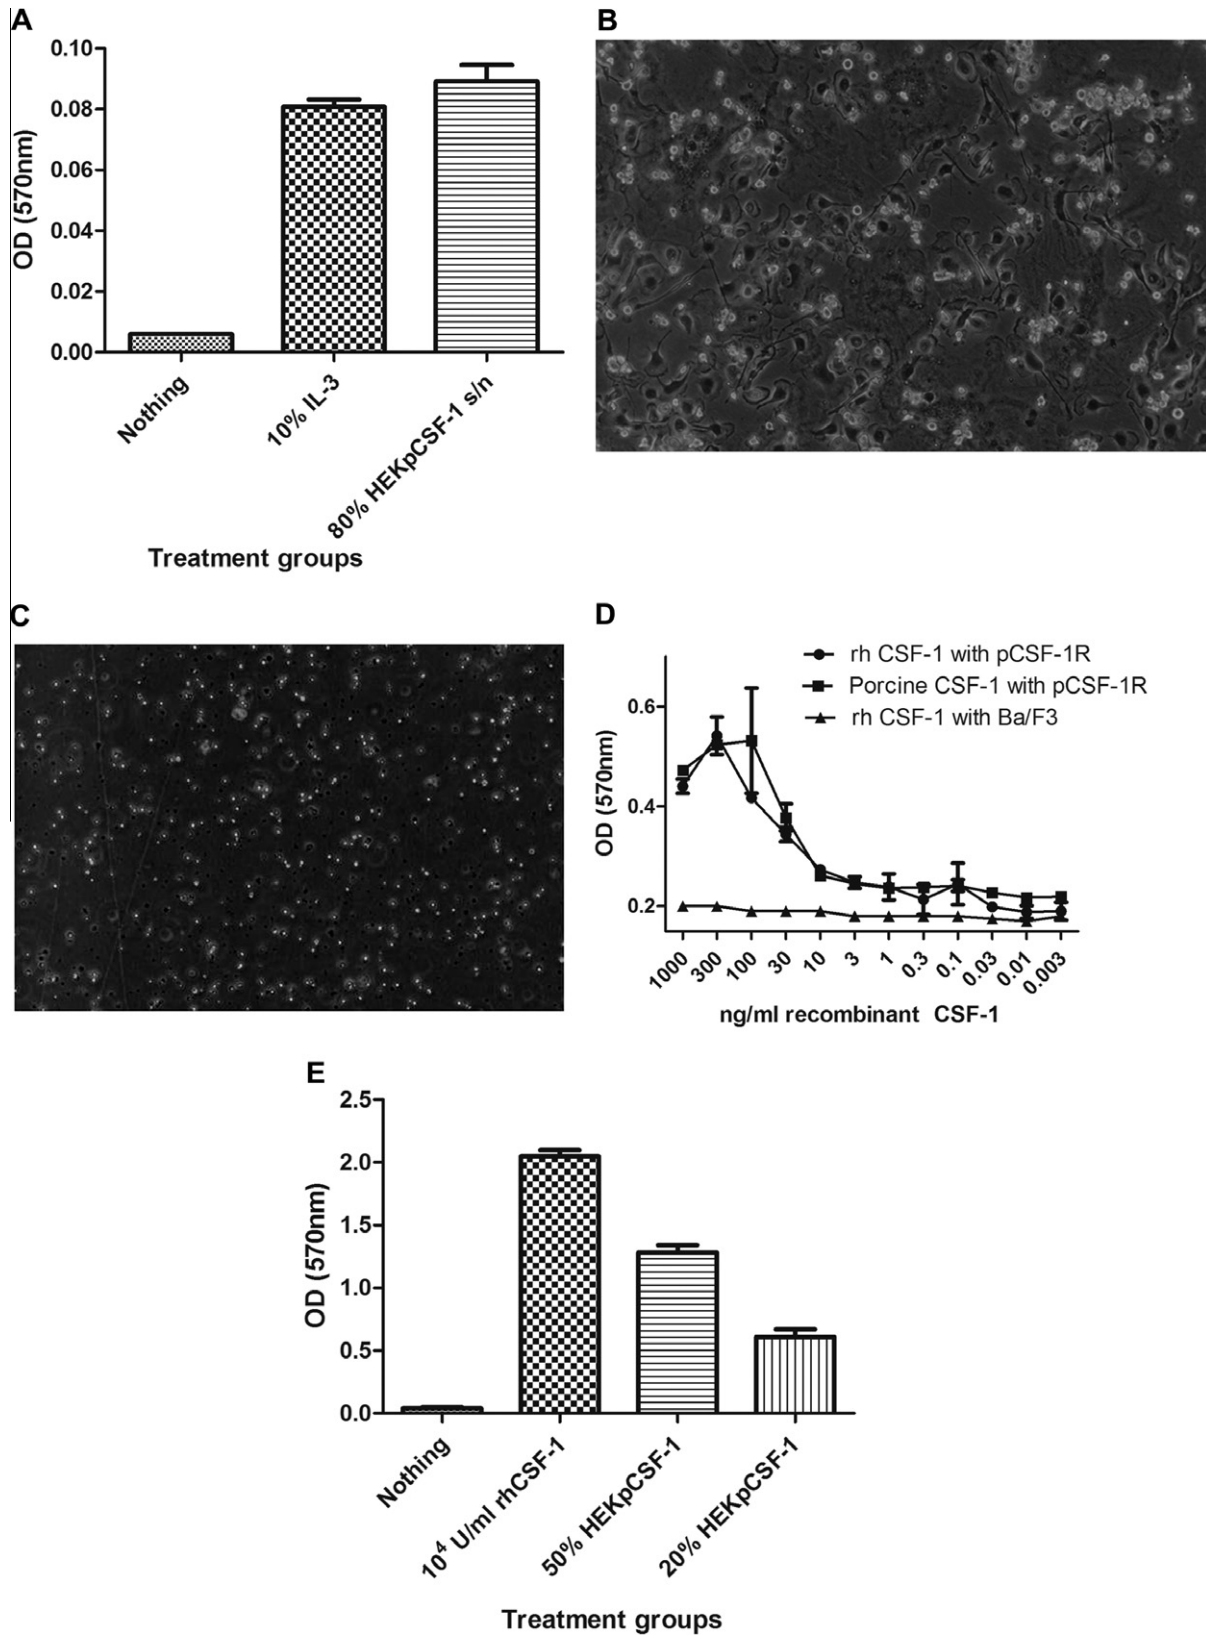 A
0.10
0.08
0.06
0.04
0.02
0.00
OD (570nm)
Nothing
10% IL-3
80% HEKpCSF-1 s/n
Treatment groups
B
C
D
rh CSF-1 with pCSF-1R
Porcine CSF-1 with pCSF-1R
rh CSF-1 with Ba/F3
0.6
0.4
0.2
OD (570nm)
1000
300
100
30
10
3
1
0.3
0.1
0.03
0.01
0.003
ng/ml recombinant CSF-1
E
2.5
2.0
1.5
1.0
0.5
0.0
OD (570nm)
Nothing
10⁴ U/ml rhCSF-1
50% HEKpCSF-1
20% HEKpCSF-1
Treatment groups